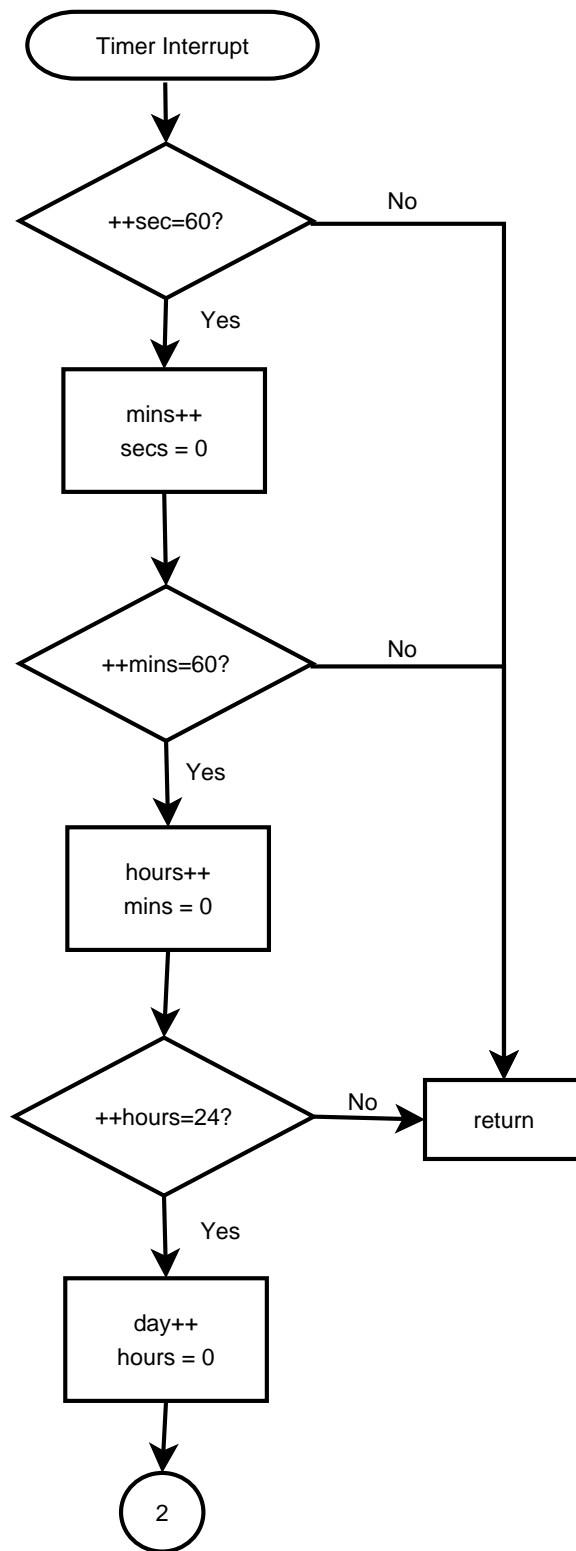 Timer Interrupt
++sec=60?
No
Yes
mins++
secs = 0
++mins=60?
No
Yes
hours++
mins = 0
++hours=24?
No
return
Yes
day++
hours = 0
2